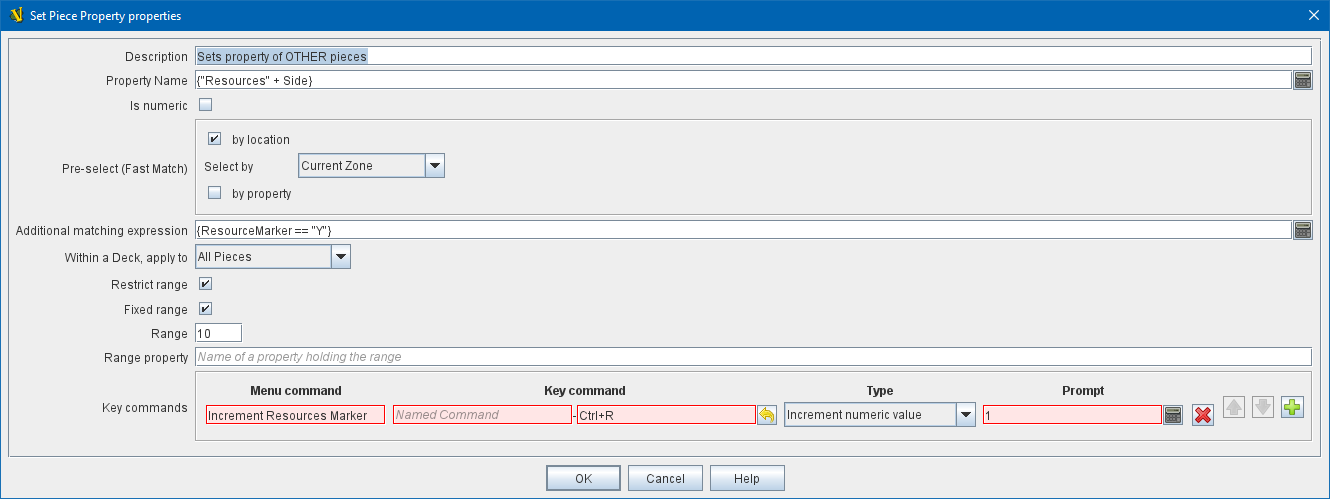 Set Piece Property properties
Description Sets property of OTHER pieces
Property Name {"Resources" + Side}
Is numeric
by location
Pre-select (Fast Match) Select by Current Zone
by property
Additional matching expression {ResourceMarker == "Y"}
Within a Deck, apply to All Pieces
Restrict range
Fixed range
Range 10
Range property Name of a property holding the range
Menu command Key command Type Prompt
Key commands Increment Resources Marker Named Command - Ctrl+R Increment numeric value 1
OK Cancel Help